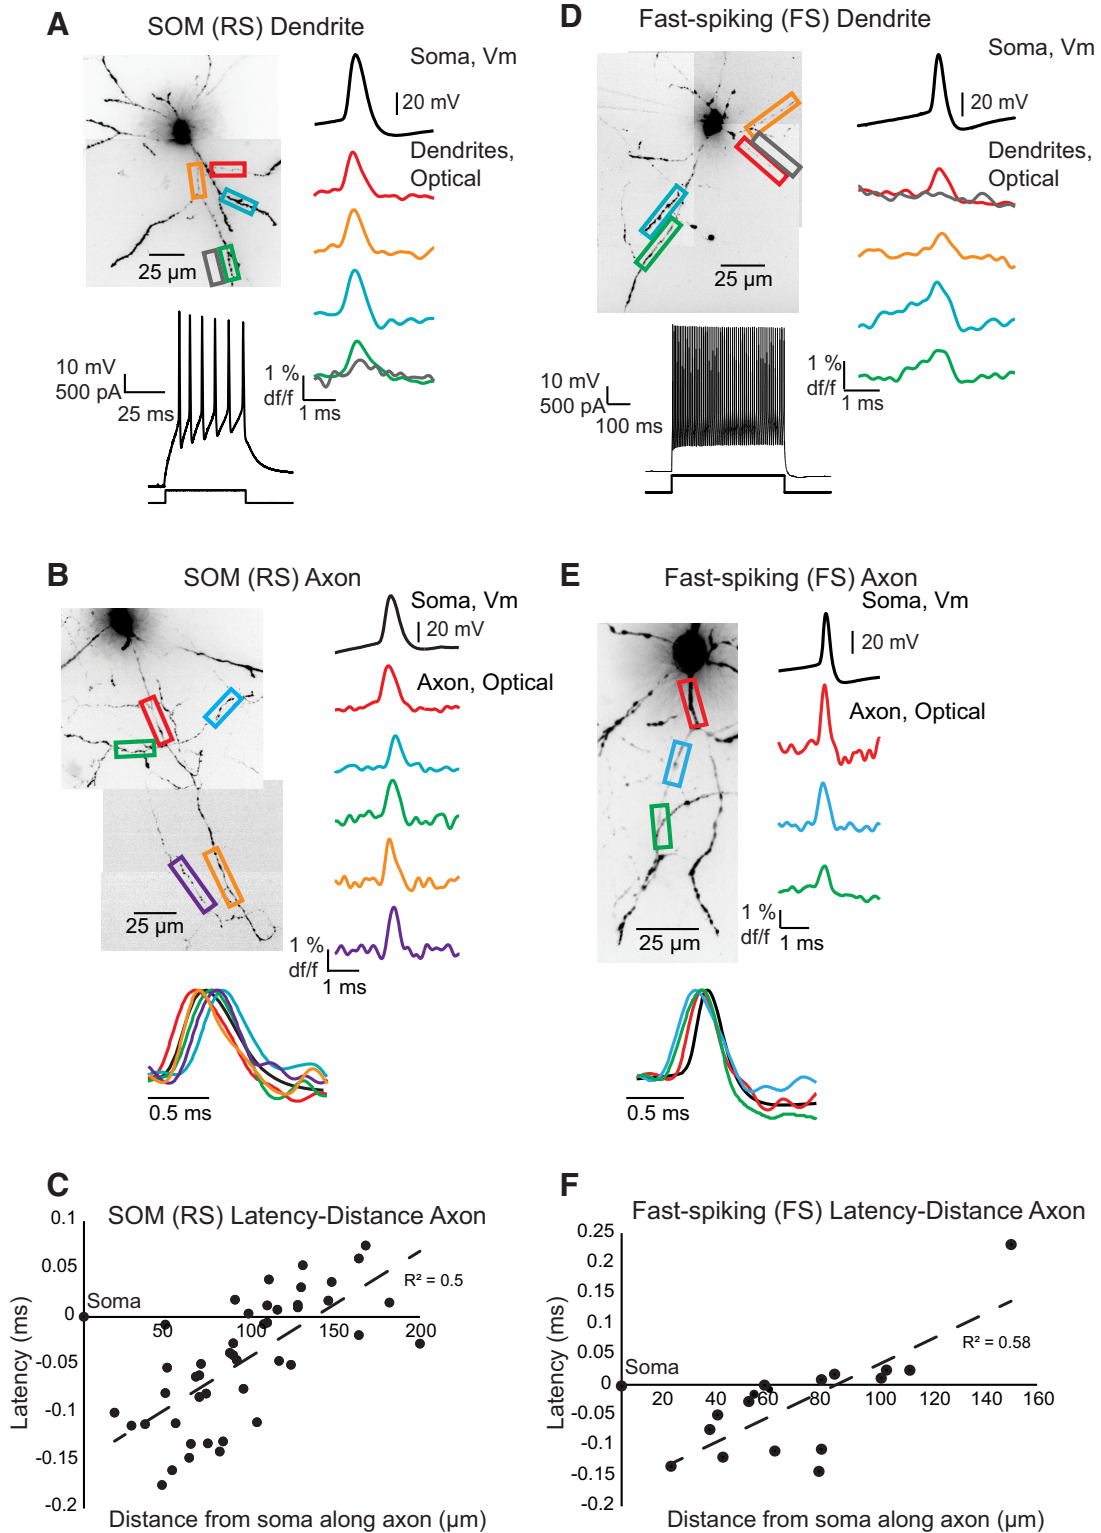 A
SOM (RS) Dendrite
Soma, Vm
20 mV
Dendrites,
Optical
25 µm
10 mV
500 pA
25 ms
1 %
df/f
1 ms
D
Fast-spiking (FS) Dendrite
Soma, Vm
20 mV
Dendrites,
Optical
25 µm
10 mV
500 pA
100 ms
1 %
df/f
1 ms
B
SOM (RS) Axon
Soma, Vm
20 mV
Axon, Optical
25 µm
1 %
df/f
1 ms
0.5 ms
E
Fast-spiking (FS) Axon
Soma, Vm
20 mV
Axon, Optical
25 µm
1 %
df/f
1 ms
0.5 ms
C
SOM (RS) Latency-Distance Axon
0.1
0.05
0
-0.05
-0.1
-0.15
-0.2
Latency (ms)
Soma
50
100
150
200
R² = 0.5
Distance from soma along axon (µm)
F
Fast-spiking (FS) Latency-Distance Axon
0.25
0.2
0.15
0.1
0.05
0
-0.05
-0.1
-0.15
-0.2
Latency (ms)
Soma
20
40
60
80
100
120
140
160
R² = 0.58
Distance from soma along axon (µm)